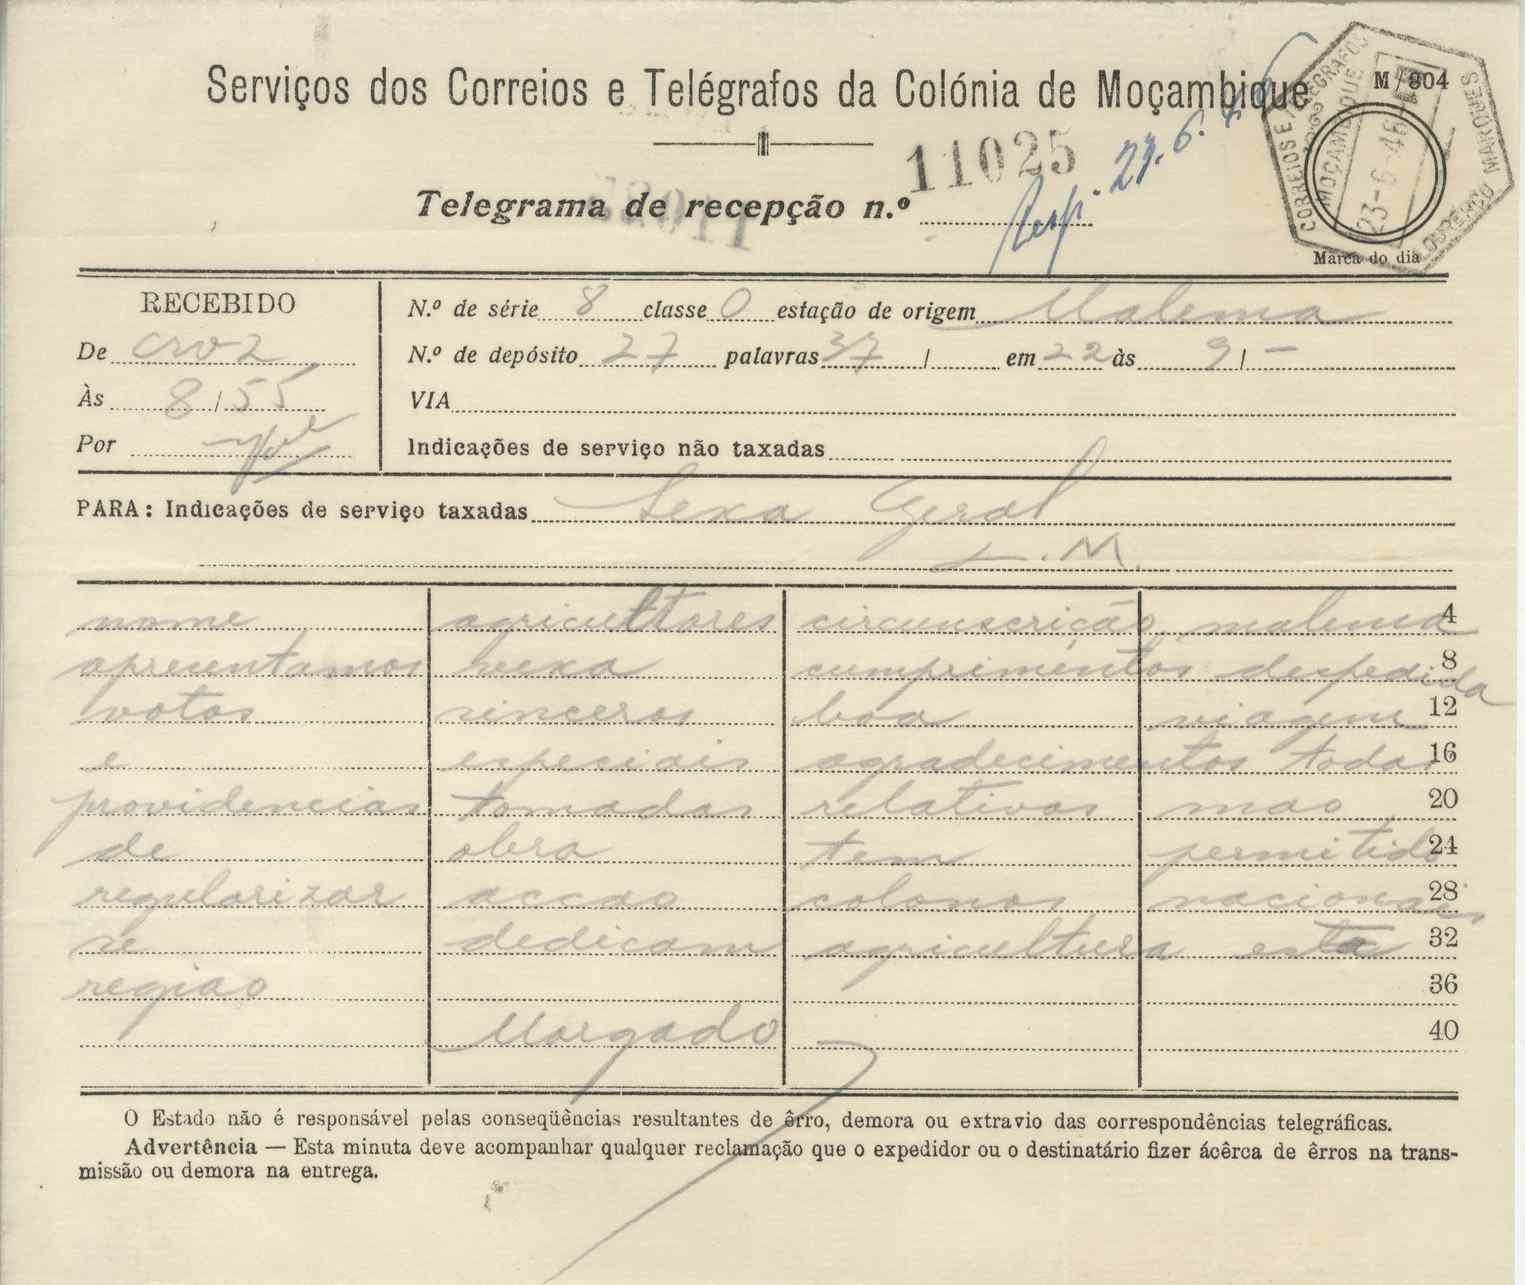 Serviços dos Correios e Telégrafos da Colónia de Moçambique
M/804
CORREIOS E TELEGRAFOS
MOÇAMBIQUE
23-6-46
LOURENÇO MARQUES
Marca do dia
11025
Telegrama de recepção n.º
Resp. 27.6.46
RECEBIDO
De Croz
Às 8/55
Por
N.º de série 8 classe 0 estação de origem Malema
N.º de depósito 27 palavras 37 / em 22 às 9/-
VIA
Indicações de serviço não taxadas
PARA: Indicações de serviço taxadas Sexa Geral
L. M.
nome agricultores circunscrição malema 4
apresentamos vexa cumprimentos despedida 8
votos sinceros boa viagem 12
e especiais agradecimentos todas 16
providencias tomadas relativas mao 20
de obra tem permitido 24
regularizar accao colonos nacionais 28
se dedicam agricultura esta 32
regiao 36
Morgado 40
O Estado não é responsável pelas conseqüências resultantes de êrro, demora ou extravio das correspondências telegráficas.
Advertência — Esta minuta deve acompanhar qualquer reclamação que o expedidor ou o destinatário fizer ácêrca de êrros na trans-
missão ou demora na entrega.